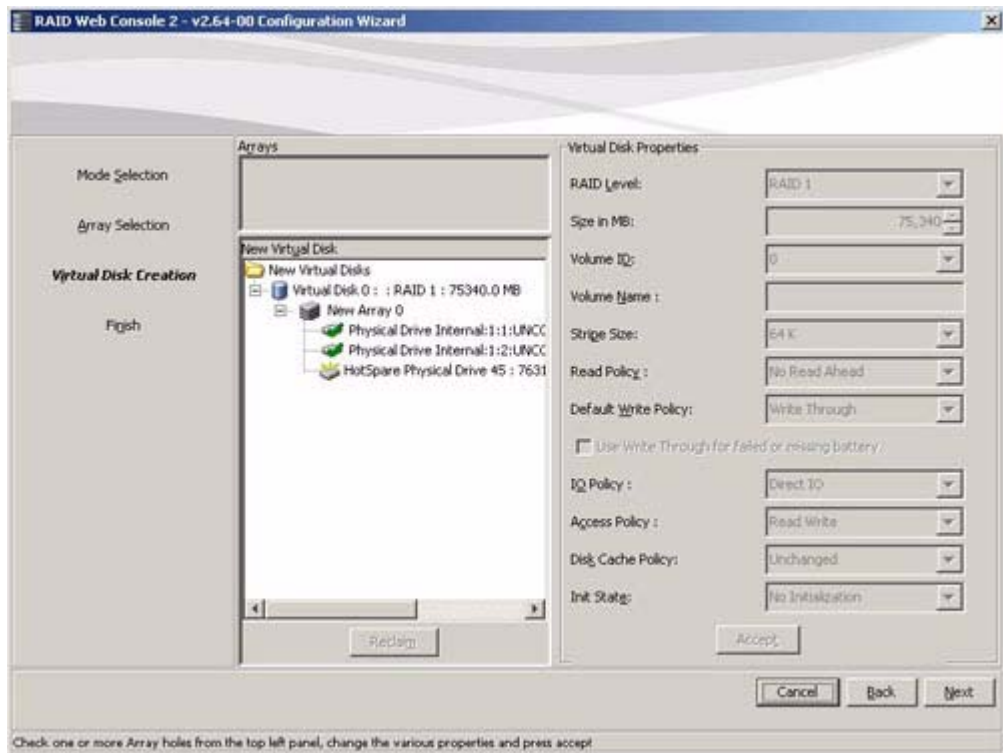 RAID Web Console 2 - v2.64-00 Configuration Wizard
Mode Selection
Array Selection
Virtual Disk Creation
Finish
Arrays
New Virtual Disk
New Virtual Disks
Virtual Disk 0 : : RAID 1 : 75340.0 MB
New Array 0
Physical Drive Internal:1:1:UNCO
Physical Drive Internal:1:2:UNCO
HotSpare Physical Drive 45 : 7631
Reclaim
Virtual Disk Properties
RAID Level: RAID 1
Size in MB: 75,340
Volume ID: 0
Volume Name :
Stripe Size: 64 K
Read Policy : No Read Ahead
Default Write Policy: Write Through
Use Write Through for failed or missing battery.
IO Policy : Direct IO
Access Policy : Read Write
Disk Cache Policy: Unchanged
Init State: No Initialization
Accept
Cancel Back Next
Check one or more Array holes from the top left panel, change the various properties and press accept